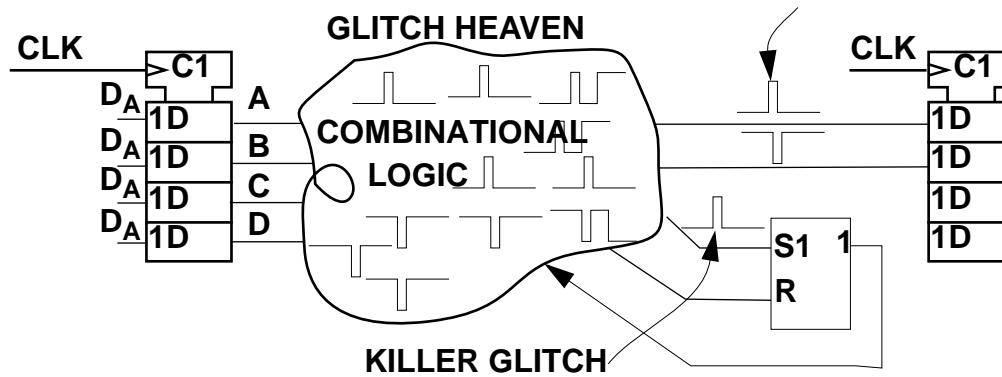 GLITCH HEAVEN
CLK
C1
CLK
C1
DA
A
1D
1D
DA
B
COMBINATIONAL
1D
1D
DA
C
LOGIC
1D
1D
DA
D
1D
1D
S1 1
R
KILLER GLITCH